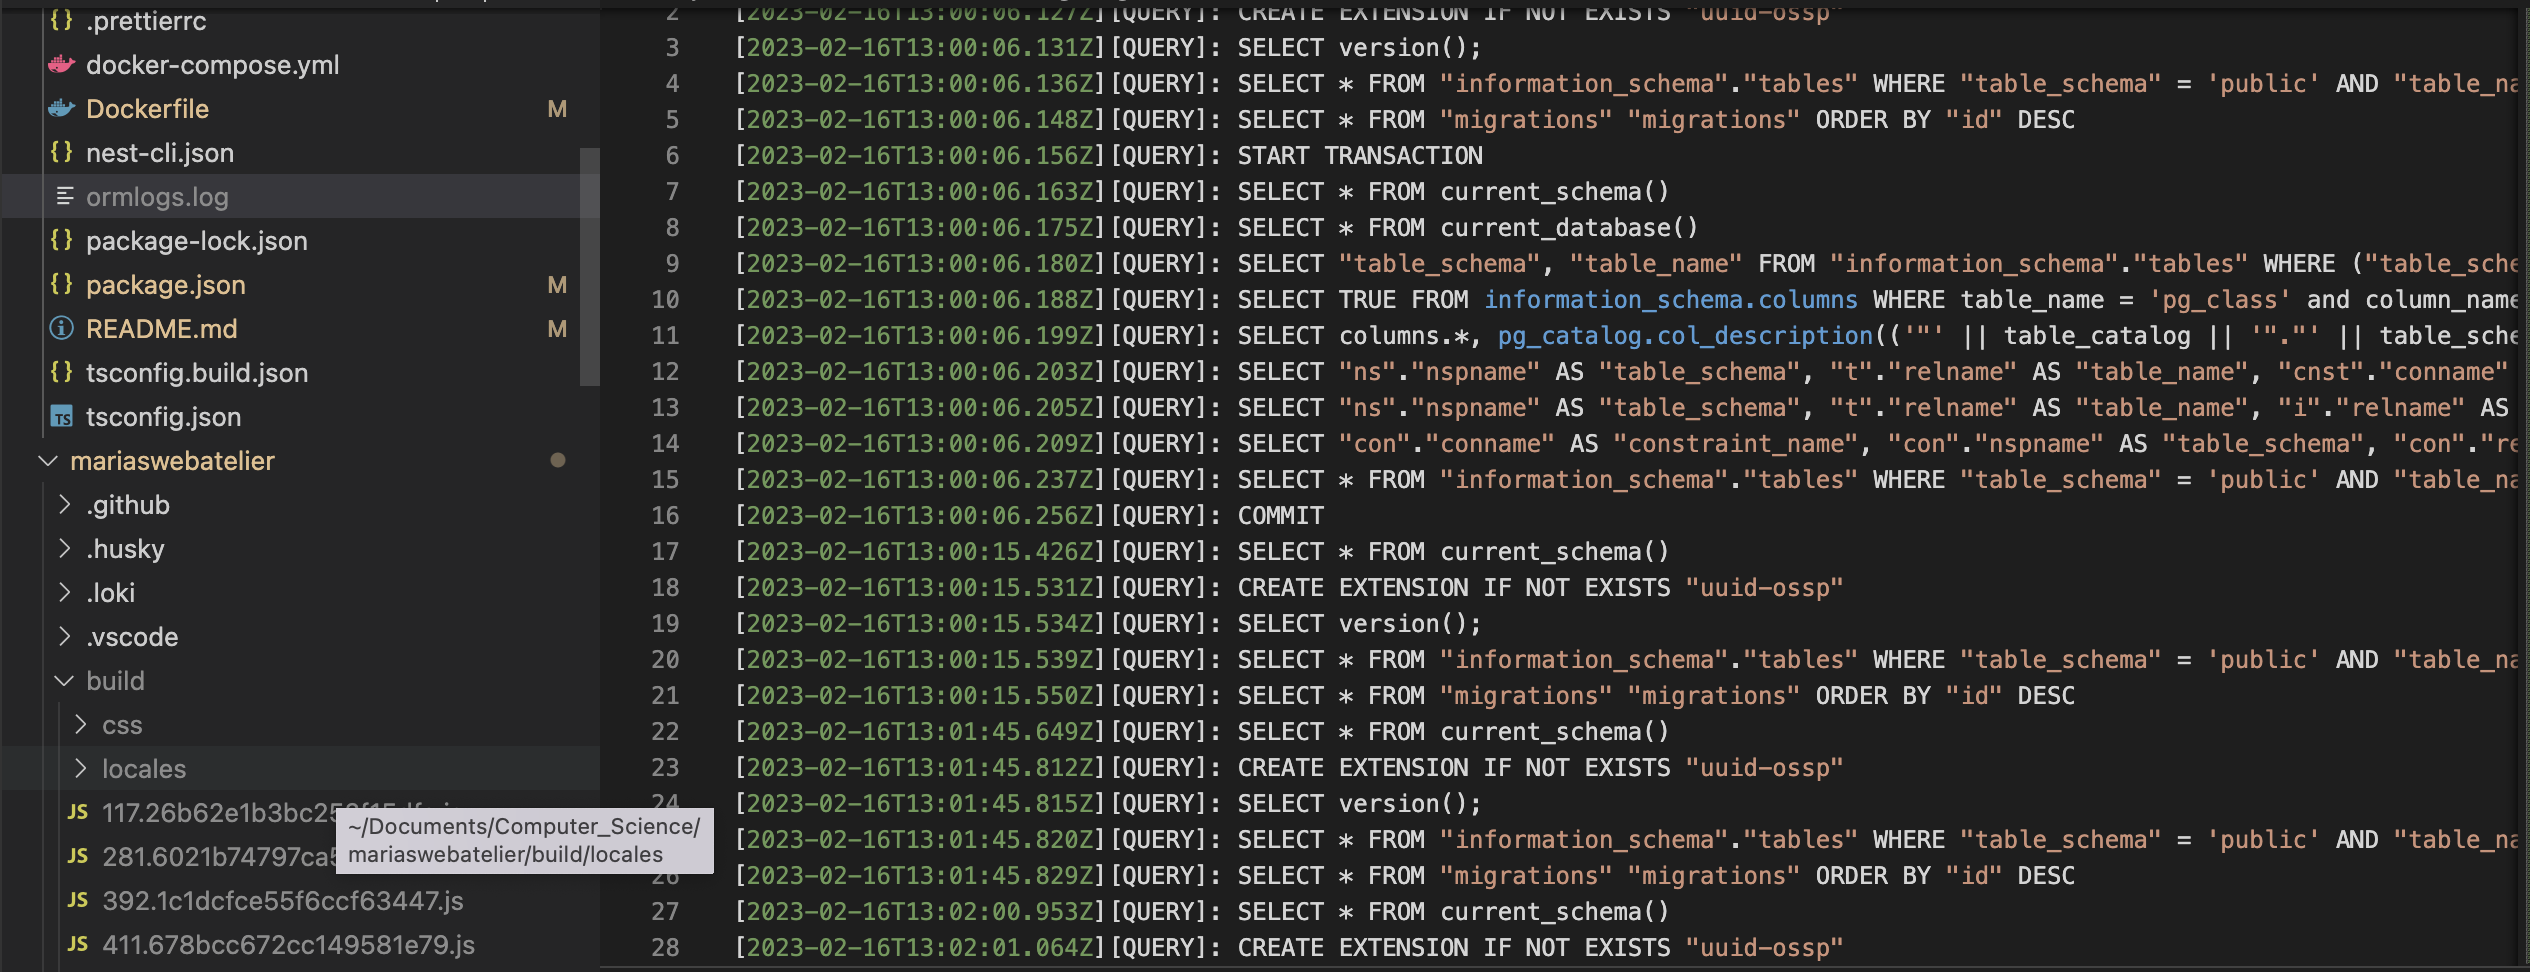 .prettierrc
docker-compose.yml
Dockerfile M
nest-cli.json
ormlogs.log
package-lock.json
package.json M
README.md M
tsconfig.build.json
tsconfig.json
mariaswebatelier
.github
.husky
.loki
.vscode
build
css
locales
JS 117.26b62e1b3bc25
JS 281.6021b74797ca
JS 392.1c1dcfce55f6ccf63447.js
JS 411.678bcc672cc149581e79.js
~/Documents/Computer_Science/
mariaswebatelier/build/locales
2 [2023-02-16T13:00:06.127Z][QUERY]: CREATE EXTENSION IF NOT EXISTS "uuid-ossp"
3 [2023-02-16T13:00:06.131Z][QUERY]: SELECT version();
4 [2023-02-16T13:00:06.136Z][QUERY]: SELECT * FROM "information_schema"."tables" WHERE "table_schema" = 'public' AND "table_na
5 [2023-02-16T13:00:06.148Z][QUERY]: SELECT * FROM "migrations" "migrations" ORDER BY "id" DESC
6 [2023-02-16T13:00:06.156Z][QUERY]: START TRANSACTION
7 [2023-02-16T13:00:06.163Z][QUERY]: SELECT * FROM current_schema()
8 [2023-02-16T13:00:06.175Z][QUERY]: SELECT * FROM current_database()
9 [2023-02-16T13:00:06.180Z][QUERY]: SELECT "table_schema", "table_name" FROM "information_schema"."tables" WHERE ("table_sche
10 [2023-02-16T13:00:06.188Z][QUERY]: SELECT TRUE FROM information_schema.columns WHERE table_name = 'pg_class' and column_name
11 [2023-02-16T13:00:06.199Z][QUERY]: SELECT columns.*, pg_catalog.col_description(('"' || table_catalog || '"."' || table_sche
12 [2023-02-16T13:00:06.203Z][QUERY]: SELECT "ns"."nspname" AS "table_schema", "t"."relname" AS "table_name", "cnst"."conname"
13 [2023-02-16T13:00:06.205Z][QUERY]: SELECT "ns"."nspname" AS "table_schema", "t"."relname" AS "table_name", "i"."relname" AS
14 [2023-02-16T13:00:06.209Z][QUERY]: SELECT "con"."conname" AS "constraint_name", "con"."nspname" AS "table_schema", "con"."re
15 [2023-02-16T13:00:06.237Z][QUERY]: SELECT * FROM "information_schema"."tables" WHERE "table_schema" = 'public' AND "table_na
16 [2023-02-16T13:00:06.256Z][QUERY]: COMMIT
17 [2023-02-16T13:00:15.426Z][QUERY]: SELECT * FROM current_schema()
18 [2023-02-16T13:00:15.531Z][QUERY]: CREATE EXTENSION IF NOT EXISTS "uuid-ossp"
19 [2023-02-16T13:00:15.534Z][QUERY]: SELECT version();
20 [2023-02-16T13:00:15.539Z][QUERY]: SELECT * FROM "information_schema"."tables" WHERE "table_schema" = 'public' AND "table_na
21 [2023-02-16T13:00:15.550Z][QUERY]: SELECT * FROM "migrations" "migrations" ORDER BY "id" DESC
22 [2023-02-16T13:01:45.649Z][QUERY]: SELECT * FROM current_schema()
23 [2023-02-16T13:01:45.812Z][QUERY]: CREATE EXTENSION IF NOT EXISTS "uuid-ossp"
24 [2023-02-16T13:01:45.815Z][QUERY]: SELECT version();
[2023-02-16T13:01:45.820Z][QUERY]: SELECT * FROM "information_schema"."tables" WHERE "table_schema" = 'public' AND "table_na
26 [2023-02-16T13:01:45.829Z][QUERY]: SELECT * FROM "migrations" "migrations" ORDER BY "id" DESC
27 [2023-02-16T13:02:00.953Z][QUERY]: SELECT * FROM current_schema()
28 [2023-02-16T13:02:01.064Z][QUERY]: CREATE EXTENSION IF NOT EXISTS "uuid-ossp"